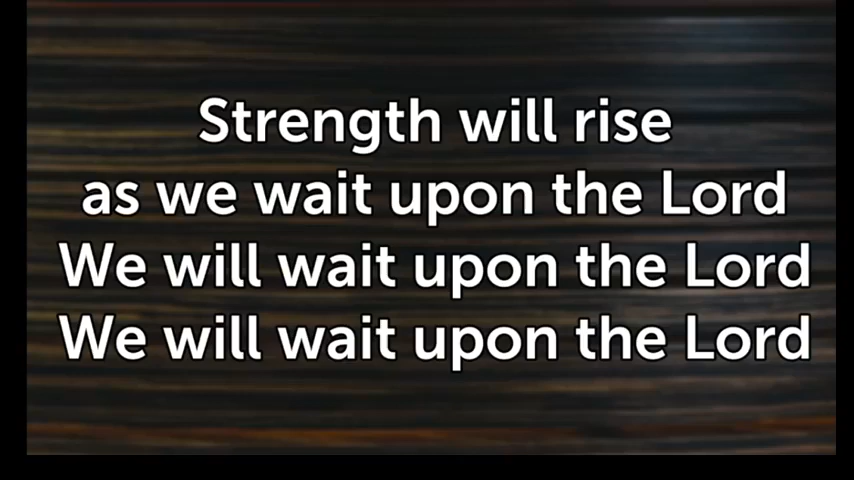 Strength will rise
as we wait upon the Lord
We will wait upon the Lord
We will wait upon the Lord